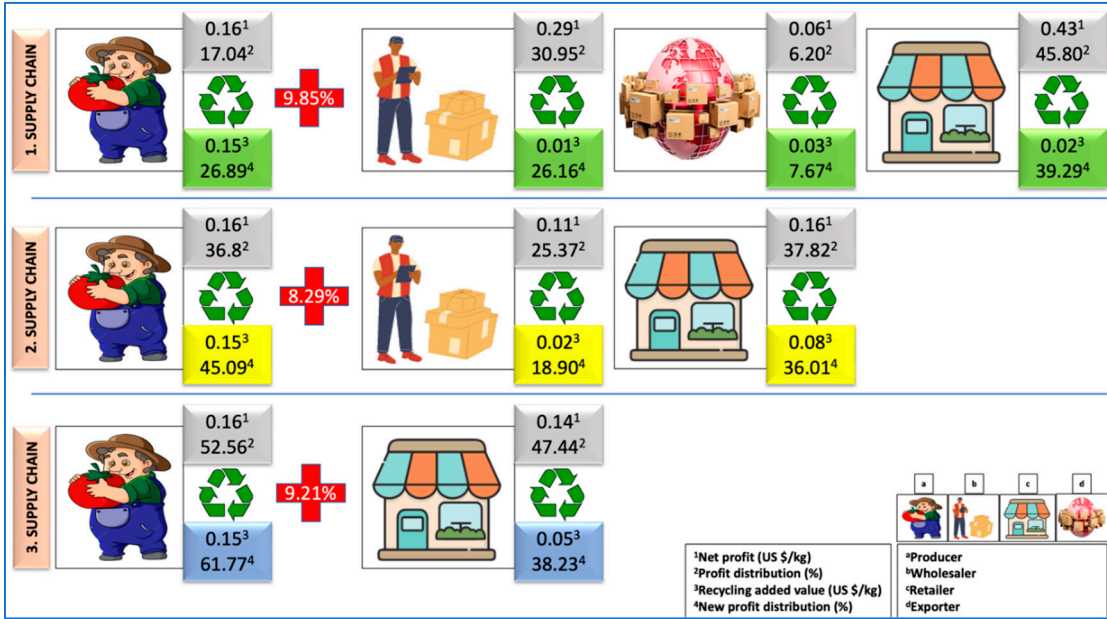 1. SUPPLY CHAIN
0.16¹
17.04²
9.85%
0.15³
26.89⁴
0.29¹
30.95²
0.01³
26.16⁴
0.06¹
6.20²
0.03³
7.67⁴
0.43¹
45.80²
0.02³
39.29⁴
2. SUPPLY CHAIN
0.16¹
36.8²
8.29%
0.15³
45.09⁴
0.11¹
25.37²
0.02³
18.90⁴
0.16¹
37.82²
0.08³
36.01⁴
3. SUPPLY CHAIN
0.16¹
52.56²
9.21%
0.15³
61.77⁴
0.14¹
47.44²
0.05³
38.23⁴
a
b
c
d
¹Net profit (US $/kg)
²Profit distribution (%)
³Recycling added value (US $/kg)
⁴New profit distribution (%)
ᵃProducer
ᵇWholesaler
ᶜRetailer
ᵈExporter